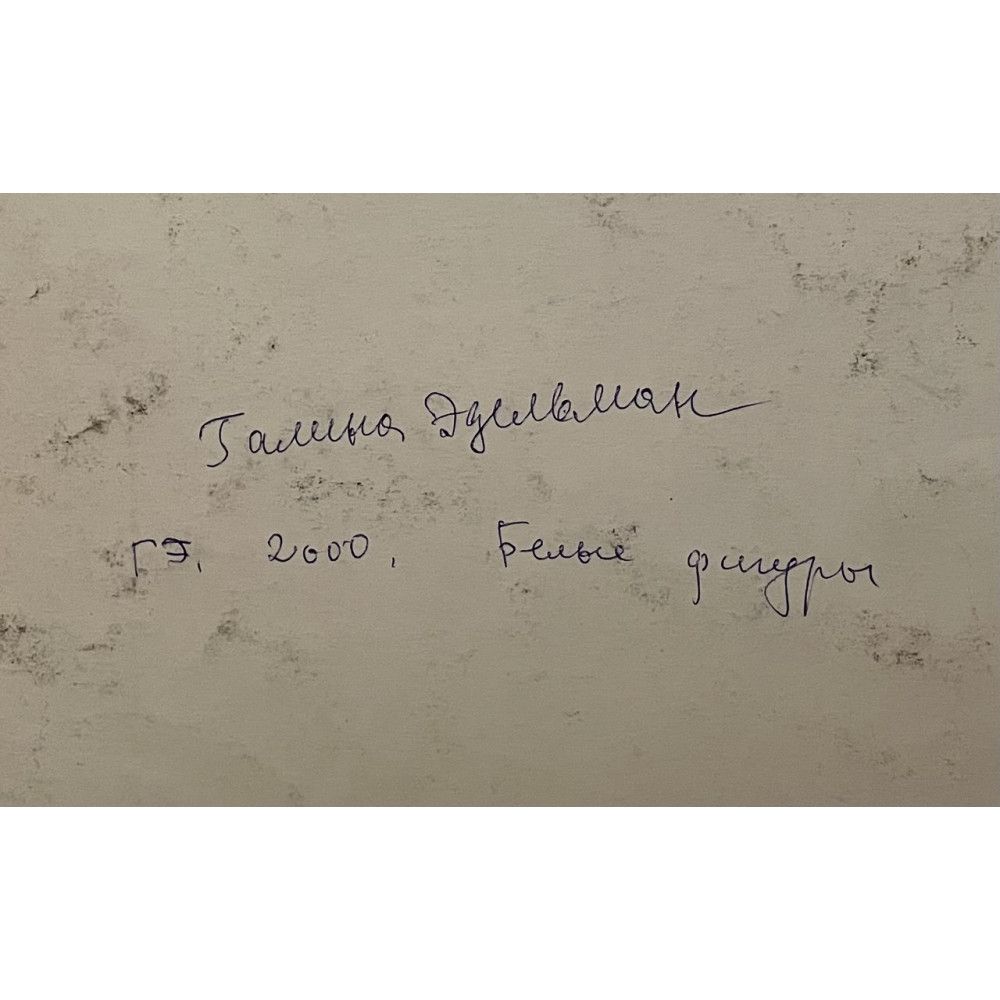 Галина Эдельман
ГЭ, 2000, Белые фигуры